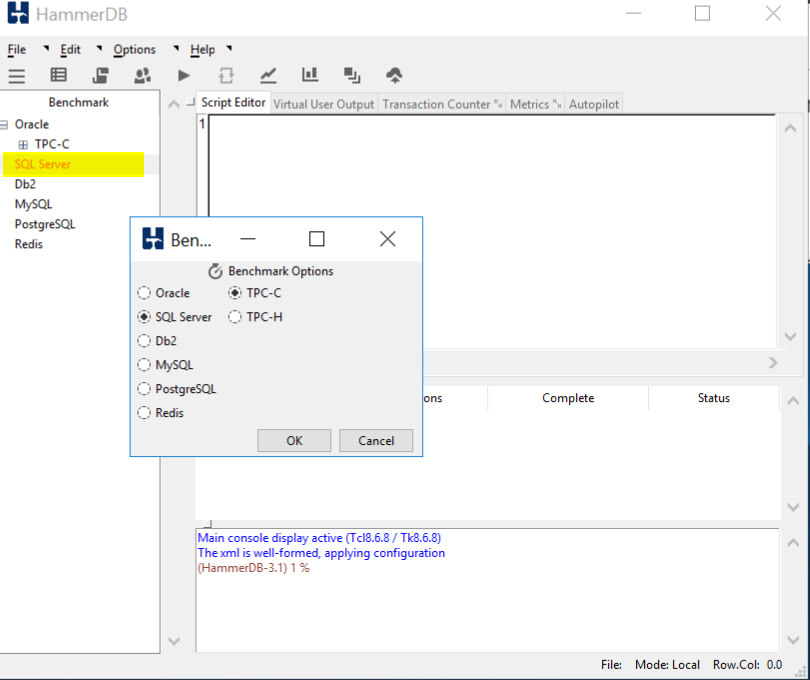 HammerDB
File Edit Options Help
Benchmark
Oracle
TPC-C
SQL Server
Db2
MySQL
PostgreSQL
Redis
Script Editor Virtual User Output Transaction Counter Metrics Autopilot
1
Ben...
Benchmark Options
Oracle TPC-C
SQL Server TPC-H
Db2
MySQL
PostgreSQL
Redis
OK Cancel
ons Complete Status
Main console display active (Tcl8.6.8 / Tk8.6.8)
The xml is well-formed, applying configuration
(HammerDB-3.1) 1 %
File: Mode: Local Row.Col: 0.0